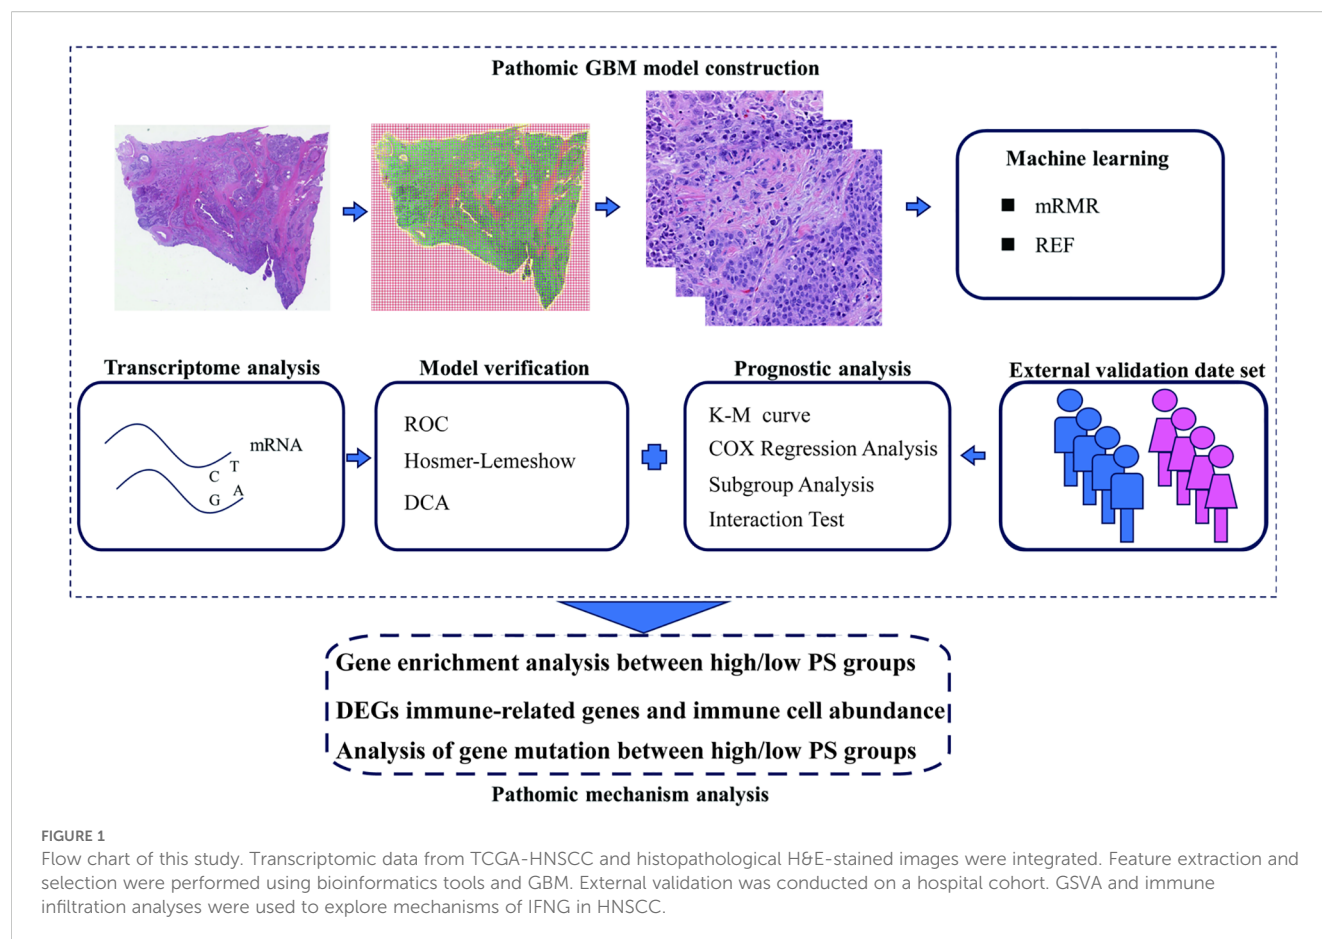 Pathomic GBM model construction
Machine learning
mRMR
REF
Transcriptome analysis
mRNA
T
C
A
G
Model verification
ROC
Hosmer-Lemeshow
DCA
Prognostic analysis
K-M curve
COX Regression Analysis
Subgroup Analysis
Interaction Test
External validation date set
Gene enrichment analysis between high/low PS groups
DEGs immune-related genes and immune cell abundance
Analysis of gene mutation between high/low PS groups
Pathomic mechanism analysis
FIGURE 1
Flow chart of this study. Transcriptomic data from TCGA-HNSCC and histopathological H&E-stained images were integrated. Feature extraction and
selection were performed using bioinformatics tools and GBM. External validation was conducted on a hospital cohort. GSVA and immune
infiltration analyses were used to explore mechanisms of IFNG in HNSCC.